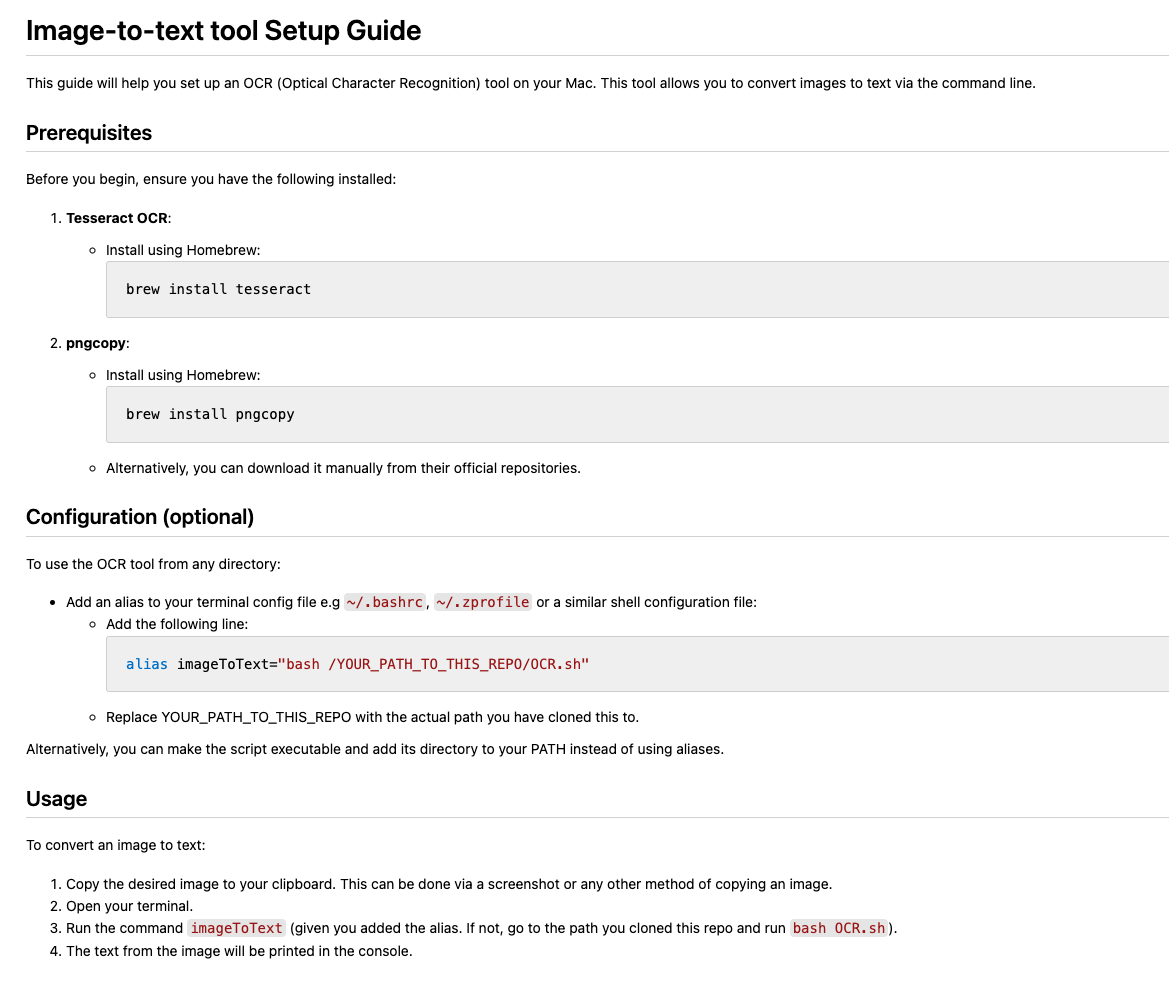 Image-to-text tool Setup Guide
This guide will help you set up an OCR (Optical Character Recognition) tool on your Mac. This tool allows you to convert images to text via the command line.
Prerequisites
Before you begin, ensure you have the following installed:
1. Tesseract OCR:
Install using Homebrew:
brew install tesseract
2. pngcopy:
Install using Homebrew:
brew install pngcopy
Alternatively, you can download it manually from their official repositories.
Configuration (optional)
To use the OCR tool from any directory:
Add an alias to your terminal config file e.g ~/.bashrc, ~/.zprofile or a similar shell configuration file:
Add the following line:
alias imageToText="bash /YOUR_PATH_TO_THIS_REPO/OCR.sh"
Replace YOUR_PATH_TO_THIS_REPO with the actual path you have cloned this to.
Alternatively, you can make the script executable and add its directory to your PATH instead of using aliases.
Usage
To convert an image to text:
1. Copy the desired image to your clipboard. This can be done via a screenshot or any other method of copying an image.
2. Open your terminal.
3. Run the command imageToText (given you added the alias. If not, go to the path you cloned this repo and run bash OCR.sh).
4. The text from the image will be printed in the console.